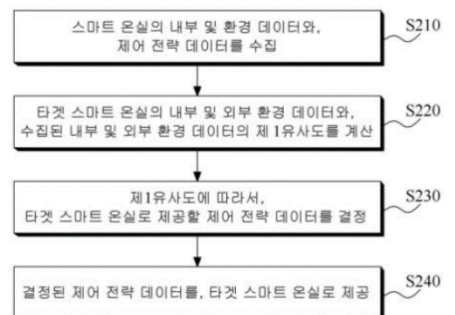 스마트 온실의 내부 및 환경 데이터와,
제어 전략 데이터를 수집
S210
타겟 스마트 온실의 내부 및 외부 환경 데이터와,
수집된 내부 및 외부 환경 데이터의 제 1유사도를 계산
S220
제1유사도에 따라서,
타겟 스마트 온실로 제공할 제어 전략 데이터를 결정
S230
결정된 제어 전략 데이터를, 타겟 스마트 온실로 제공
S240